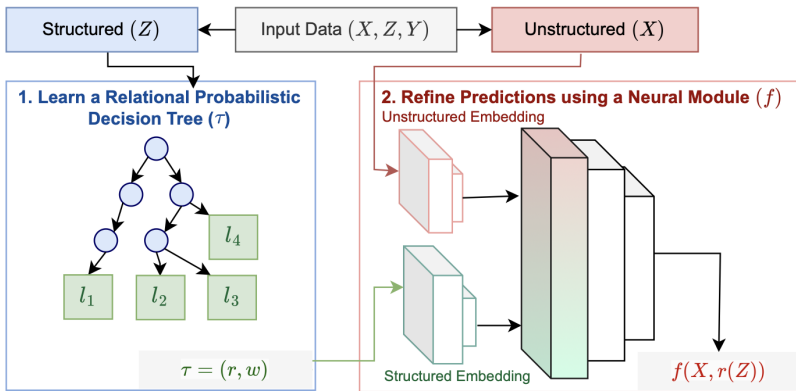 Structured (Z)
Input Data (X, Z, Y)
Unstructured (X)
1. Learn a Relational Probabilistic
Decision Tree (τ)
l₁
l₂
l₃
l₄
τ = (r, w)
2. Refine Predictions using a Neural Module (f)
Unstructured Embedding
Structured Embedding
f(X, r(Z))